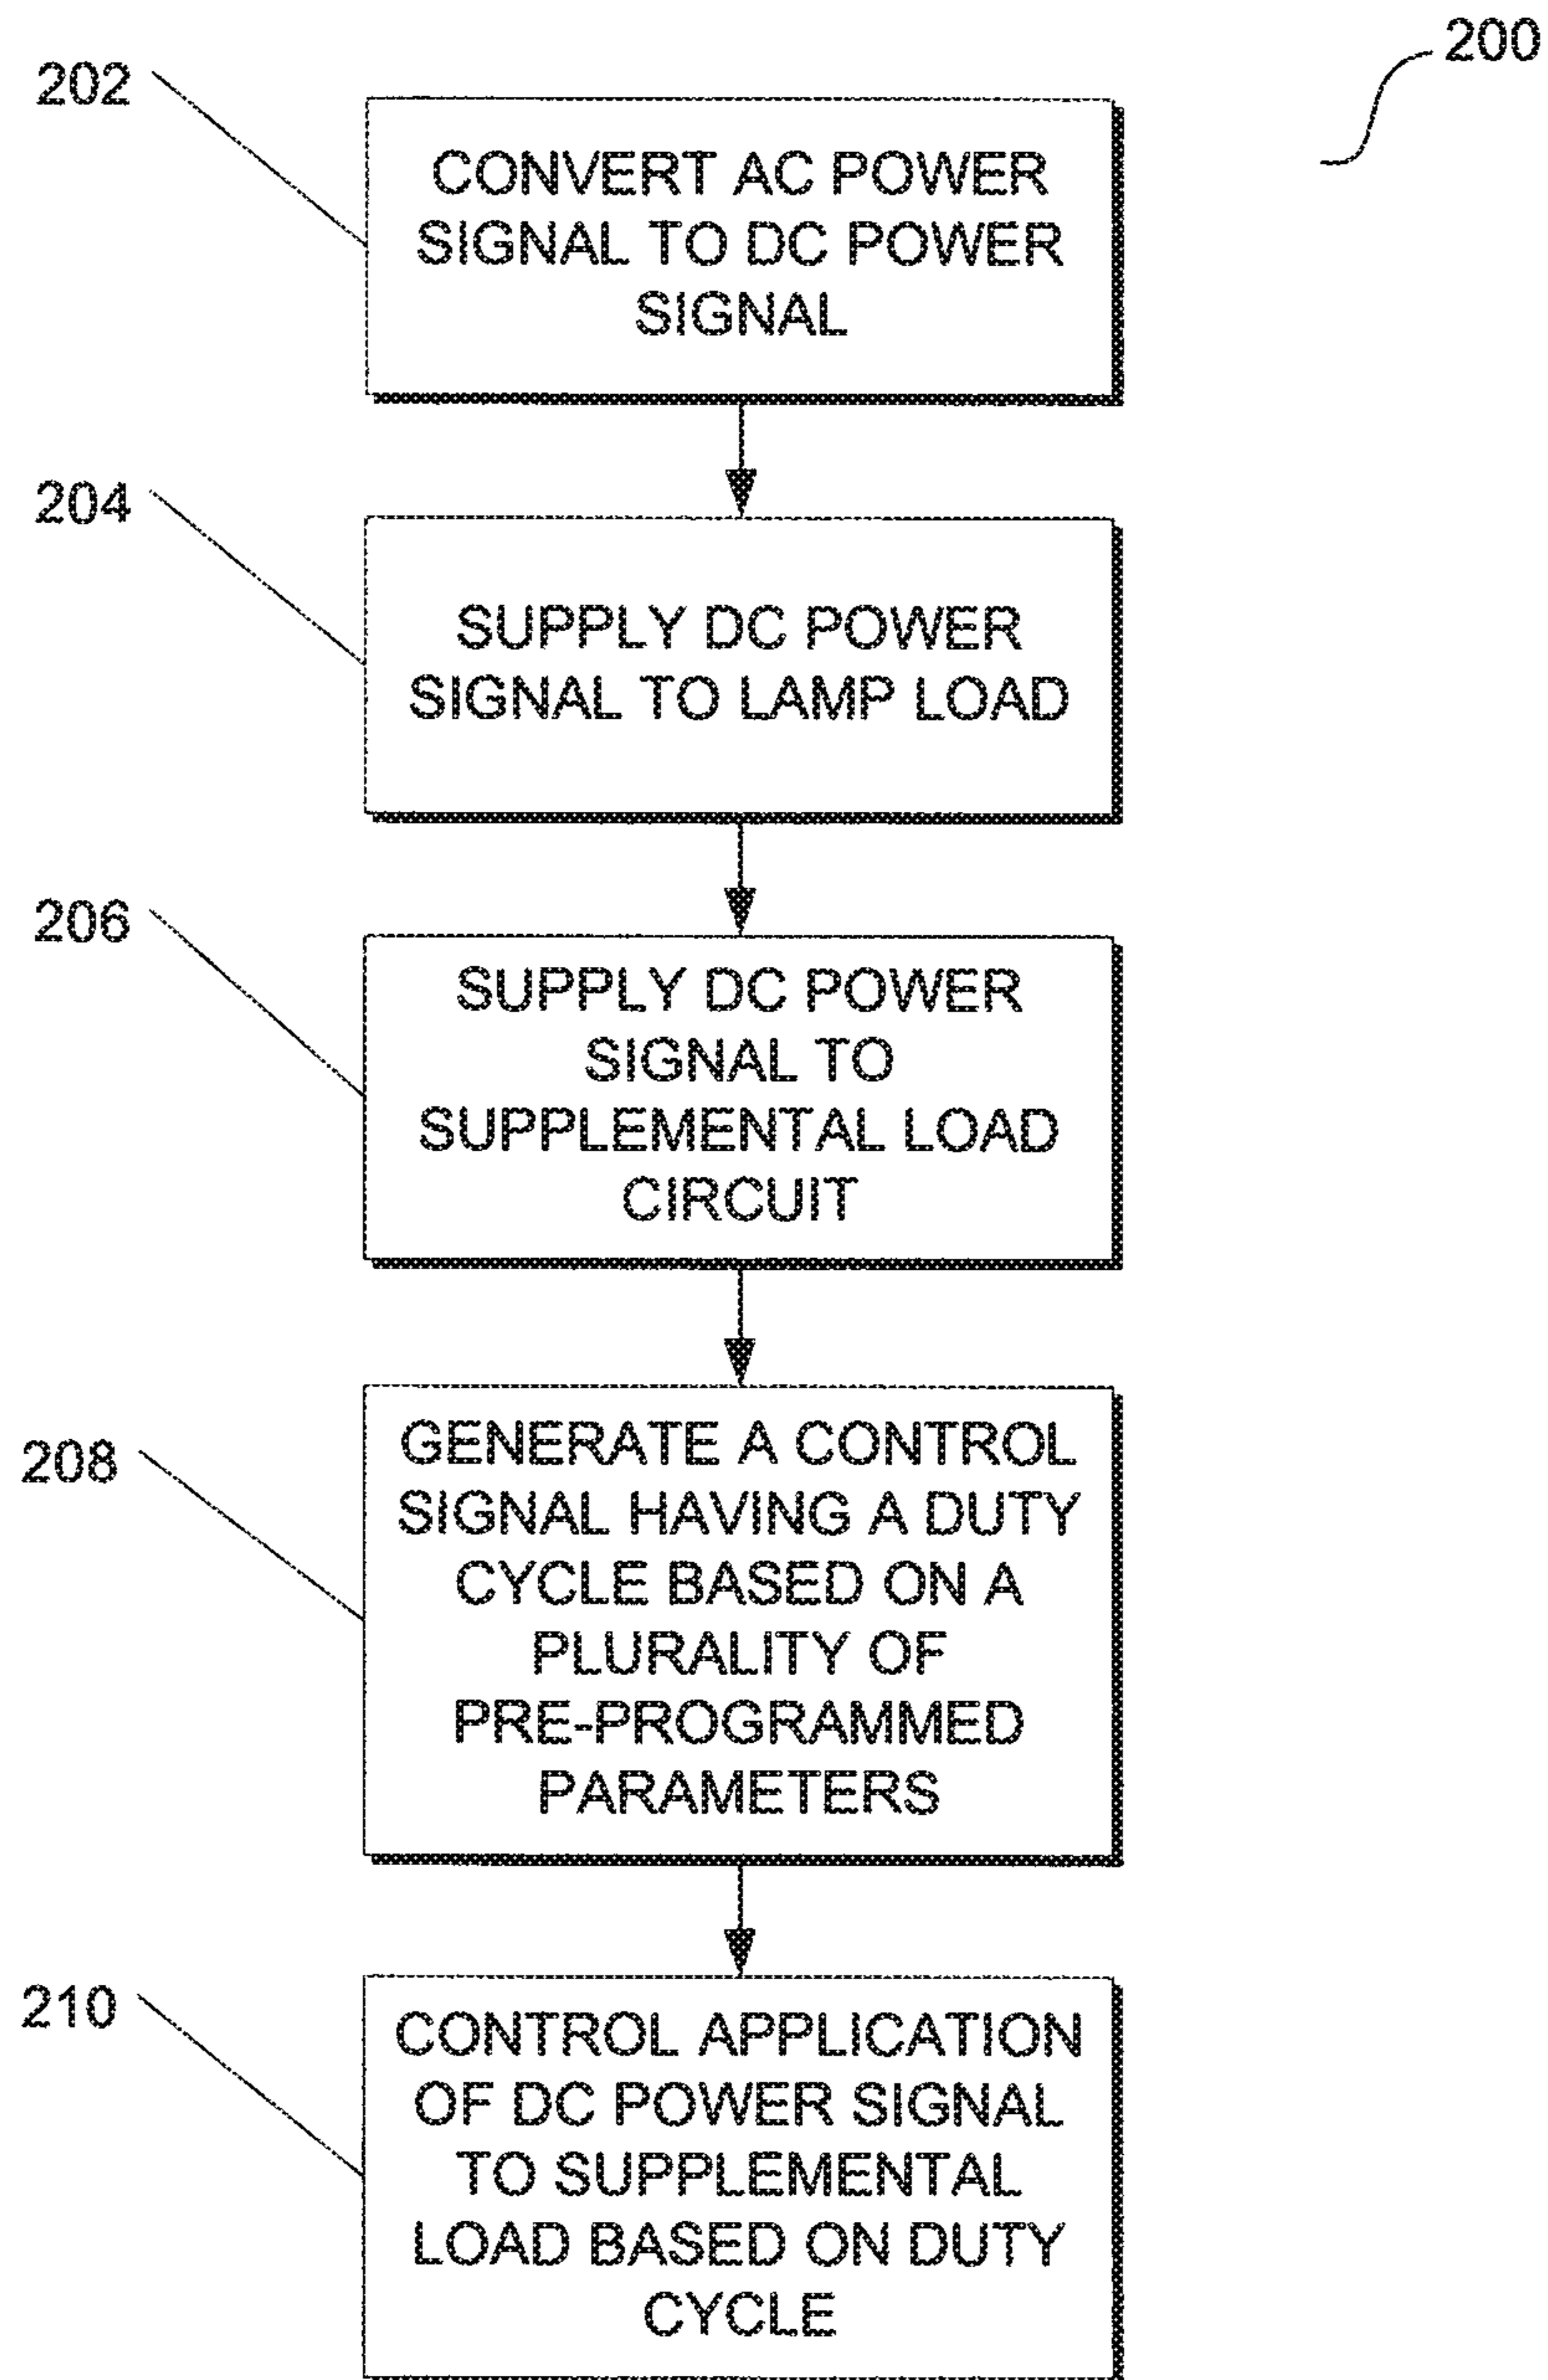 200
202
CONVERT AC POWER
SIGNAL TO DC POWER
SIGNAL
204
SUPPLY DC POWER
SIGNAL TO LAMP LOAD
206
SUPPLY DC POWER
SIGNAL TO
SUPPLEMENTAL LOAD
CIRCUIT
208
GENERATE A CONTROL
SIGNAL HAVING A DUTY
CYCLE BASED ON A
PLURALITY OF
PRE-PROGRAMMED
PARAMETERS
210
CONTROL APPLICATION
OF DC POWER SIGNAL
TO SUPPLEMENTAL
LOAD BASED ON DUTY
CYCLE